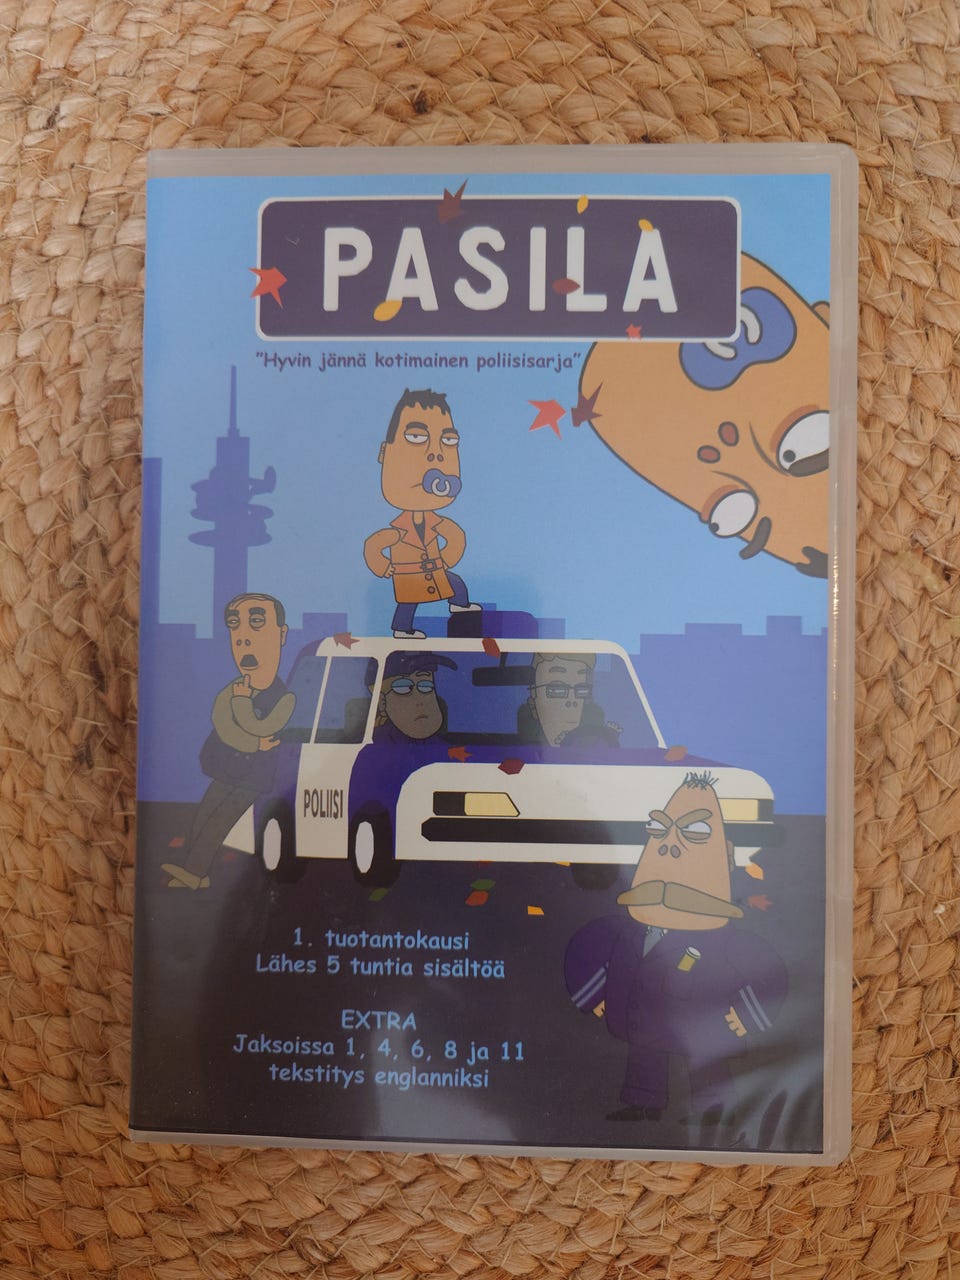 PASILA
"Hyvin jännä kotimainen poliisisarja"
POLIISI
1. tuotantokausi
Lähes 5 tuntia sisältöä
EXTRA
Jaksoissa 1, 4, 6, 8 ja 11
tekstitys englanniksi